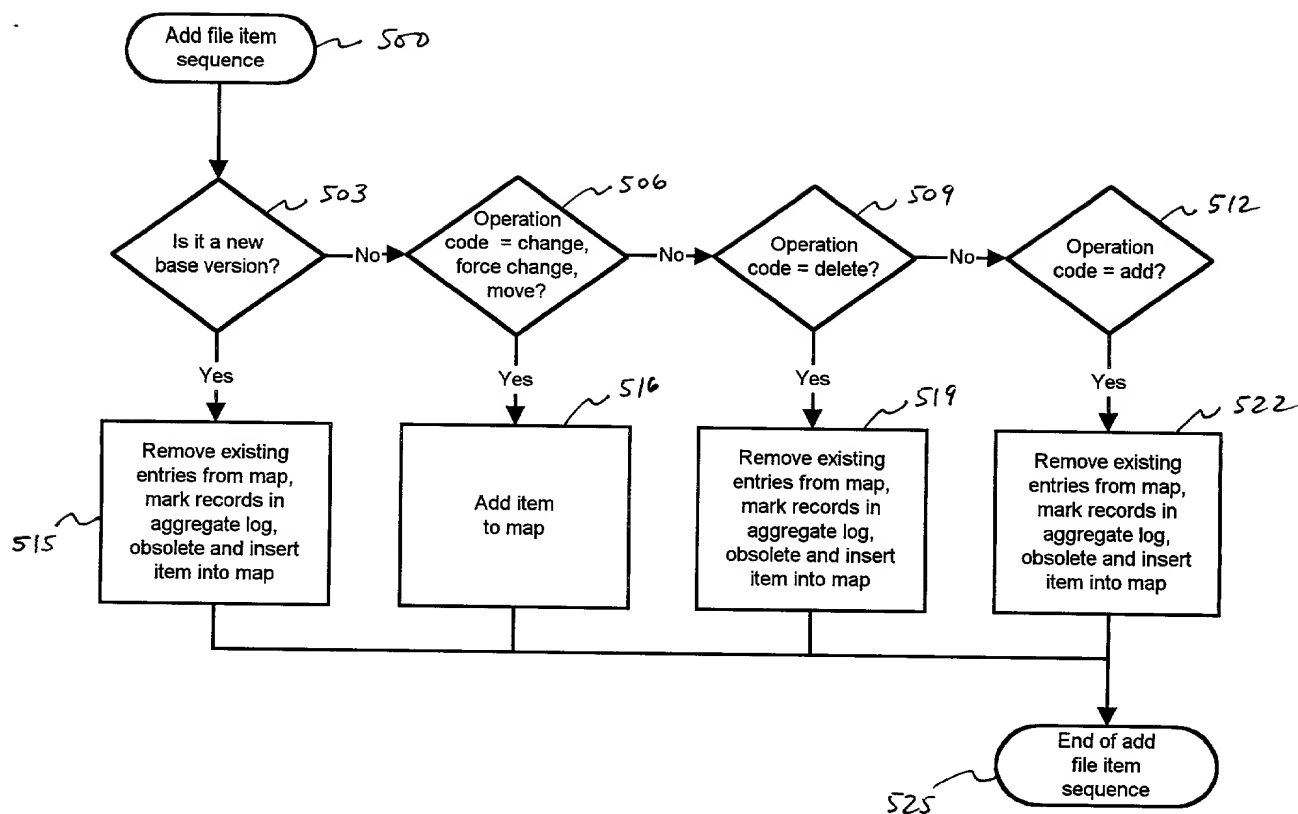 Add file item
sequence
500
503
506
509
512
Is it a new
base version?
No
Operation
code = change,
force change,
move?
No
Operation
code = delete?
No
Operation
code = add?
Yes
Yes
Yes
Yes
516
519
522
Remove existing
entries from map,
mark records in
aggregate log,
obsolete and insert
item into map
515
Add item
to map
Remove existing
entries from map,
mark records in
aggregate log,
obsolete and insert
item into map
Remove existing
entries from map,
mark records in
aggregate log,
obsolete and insert
item into map
End of add
file item
sequence
525